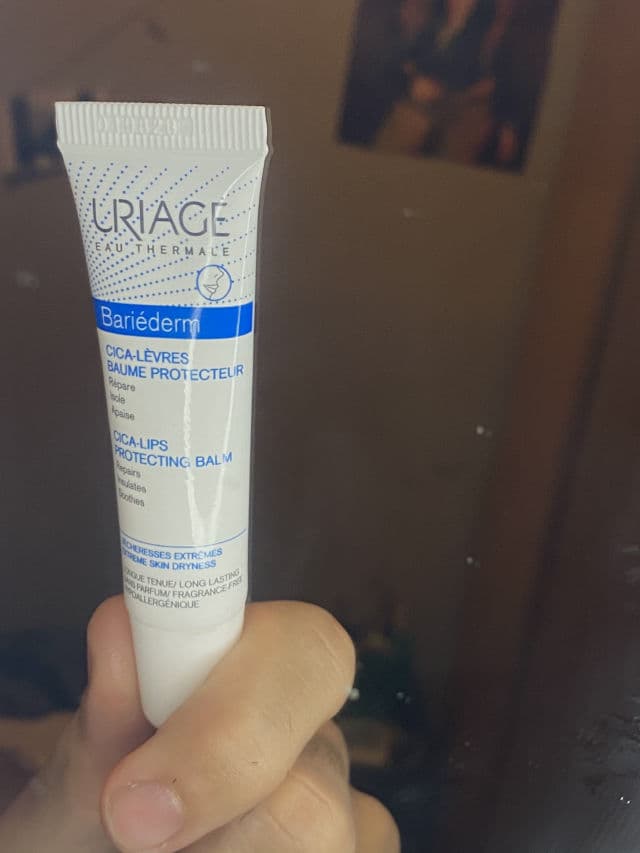 URIAGE
EAU THERMALE
Bariéderm
CICA-LÈVRES
BAUME PROTECTEUR
Répare
Isole
Apaise
CICA-LIPS
PROTECTING BALM
Repairs
Insulates
Soothes
SÉCHERESSES EXTRÊMES
EXTREME SKIN DRYNESS
LONGUE TENUE/ LONG LASTING
SANS PARFUM/ FRAGRANCE-FREE
HYPOALLERGÉNIQUE